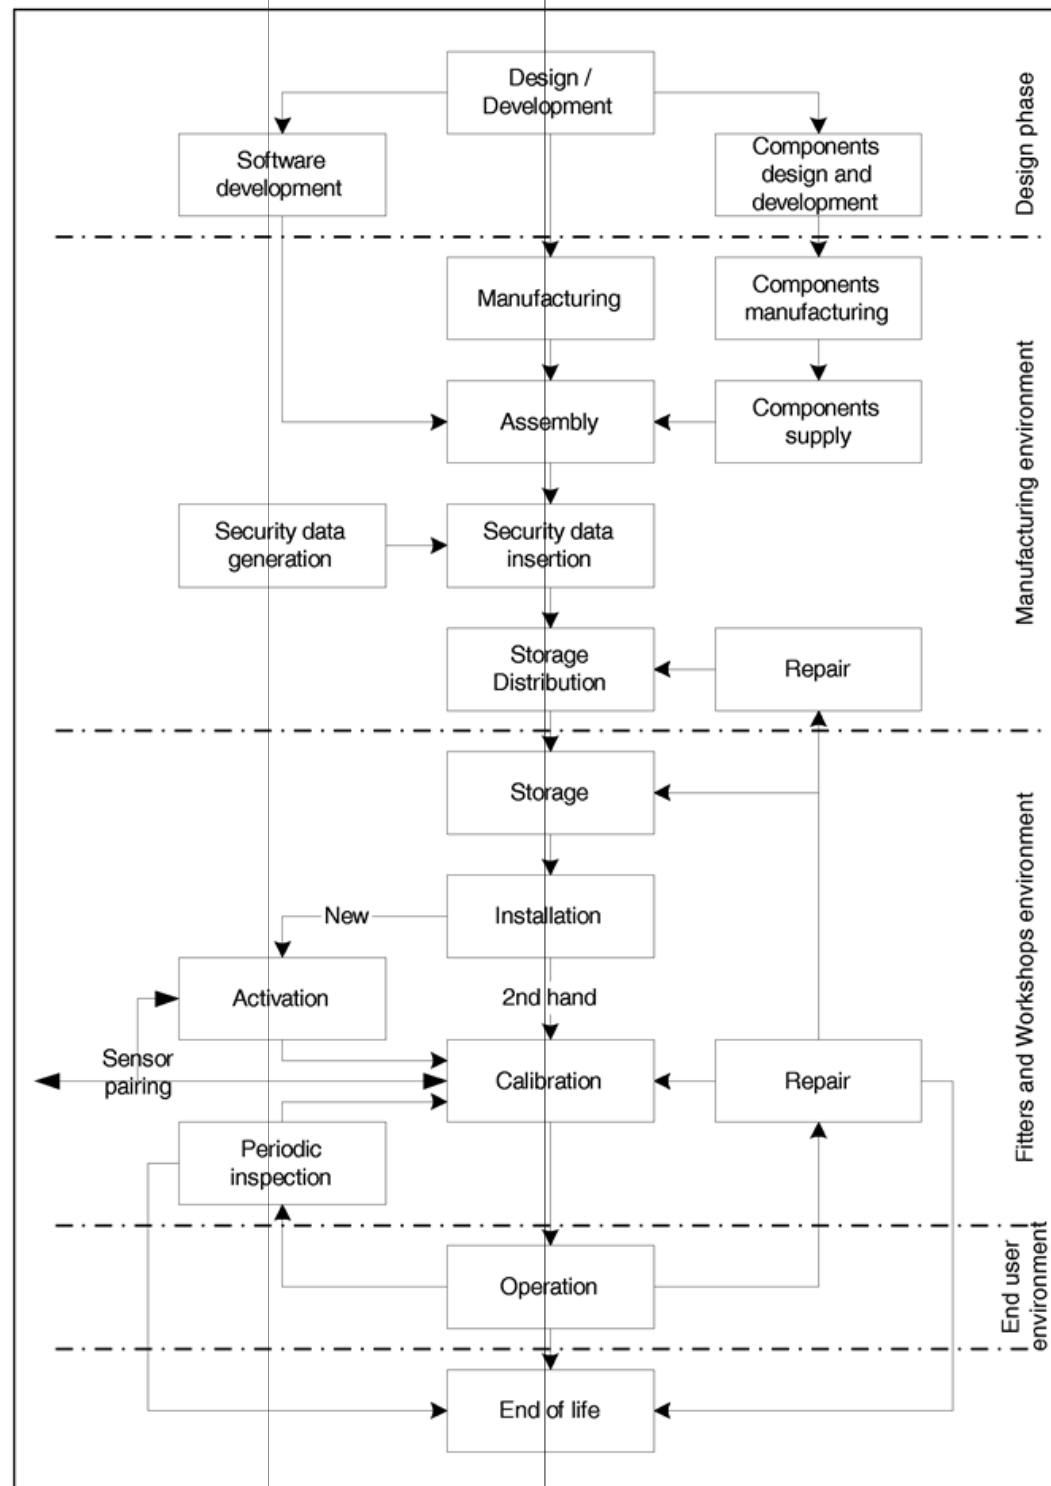 Design /
Development
Software
development
Components
design and
development
Design phase
Manufacturing
Components
manufacturing
Assembly
Components
supply
Manufacturing environment
Security data
generation
Security data
insertion
Storage
Distribution
Repair
Storage
New
Installation
Activation
2nd hand
Sensor
pairing
Calibration
Repair
Fitters and Workshops environment
Periodic
inspection
Operation
End user
environment
End of life